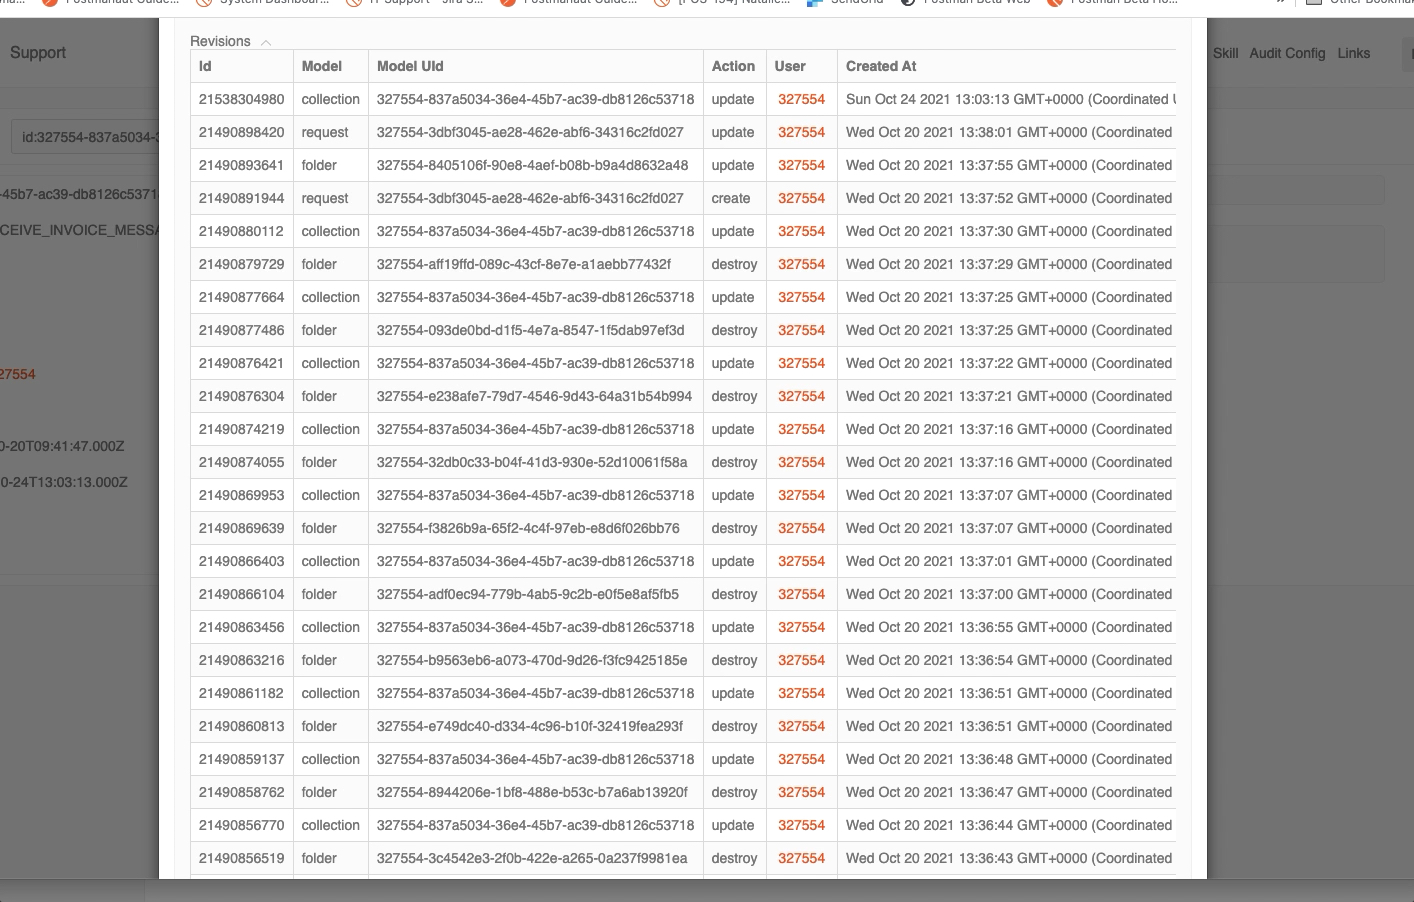 System Dashboar...
IT Support - Jira S...
Postmanaut Guide...
SendGrid
Postman Beta Web
Postman Beta Ho...
»
Support
Skill Audit Config Links
id:327554-837a5034-3
-45b7-ac39-db8126c5371
CEIVE_INVOICE_MESSA
27554
0-20T09:41:47.000Z
0-24T13:03:13.000Z
Revisions
Id Model Model UId Action User Created At
21538304980 collection 327554-837a5034-36e4-45b7-ac39-db8126c53718 update 327554 Sun Oct 24 2021 13:03:13 GMT+0000 (Coordinated U
21490898420 request 327554-3dbf3045-ae28-462e-abf6-34316c2fd027 update 327554 Wed Oct 20 2021 13:38:01 GMT+0000 (Coordinated
21490893641 folder 327554-8405106f-90e8-4aef-b08b-b9a4d8632a48 update 327554 Wed Oct 20 2021 13:37:55 GMT+0000 (Coordinated
21490891944 request 327554-3dbf3045-ae28-462e-abf6-34316c2fd027 create 327554 Wed Oct 20 2021 13:37:52 GMT+0000 (Coordinated
21490880112 collection 327554-837a5034-36e4-45b7-ac39-db8126c53718 update 327554 Wed Oct 20 2021 13:37:30 GMT+0000 (Coordinated
21490879729 folder 327554-aff19ffd-089c-43cf-8e7e-a1aebb77432f destroy 327554 Wed Oct 20 2021 13:37:29 GMT+0000 (Coordinated
21490877664 collection 327554-837a5034-36e4-45b7-ac39-db8126c53718 update 327554 Wed Oct 20 2021 13:37:25 GMT+0000 (Coordinated
21490877486 folder 327554-093de0bd-d1f5-4e7a-8547-1f5dab97ef3d destroy 327554 Wed Oct 20 2021 13:37:25 GMT+0000 (Coordinated
21490876421 collection 327554-837a5034-36e4-45b7-ac39-db8126c53718 update 327554 Wed Oct 20 2021 13:37:22 GMT+0000 (Coordinated
21490876304 folder 327554-e238afe7-79d7-4546-9d43-64a31b54b994 destroy 327554 Wed Oct 20 2021 13:37:21 GMT+0000 (Coordinated
21490874219 collection 327554-837a5034-36e4-45b7-ac39-db8126c53718 update 327554 Wed Oct 20 2021 13:37:16 GMT+0000 (Coordinated
21490874055 folder 327554-32db0c33-b04f-41d3-930e-52d10061f58a destroy 327554 Wed Oct 20 2021 13:37:16 GMT+0000 (Coordinated
21490869953 collection 327554-837a5034-36e4-45b7-ac39-db8126c53718 update 327554 Wed Oct 20 2021 13:37:07 GMT+0000 (Coordinated
21490869639 folder 327554-f3826b9a-65f2-4c4f-97eb-e8d6f026bb76 destroy 327554 Wed Oct 20 2021 13:37:07 GMT+0000 (Coordinated
21490866403 collection 327554-837a5034-36e4-45b7-ac39-db8126c53718 update 327554 Wed Oct 20 2021 13:37:01 GMT+0000 (Coordinated
21490866104 folder 327554-adf0ec94-779b-4ab5-9c2b-e0f5e8af5fb5 destroy 327554 Wed Oct 20 2021 13:37:00 GMT+0000 (Coordinated
21490863456 collection 327554-837a5034-36e4-45b7-ac39-db8126c53718 update 327554 Wed Oct 20 2021 13:36:55 GMT+0000 (Coordinated
21490863216 folder 327554-b9563eb6-a073-470d-9d26-f3fc9425185e destroy 327554 Wed Oct 20 2021 13:36:54 GMT+0000 (Coordinated
21490861182 collection 327554-837a5034-36e4-45b7-ac39-db8126c53718 update 327554 Wed Oct 20 2021 13:36:51 GMT+0000 (Coordinated
21490860813 folder 327554-e749dc40-d334-4c96-b10f-32419fea293f destroy 327554 Wed Oct 20 2021 13:36:51 GMT+0000 (Coordinated
21490859137 collection 327554-837a5034-36e4-45b7-ac39-db8126c53718 update 327554 Wed Oct 20 2021 13:36:48 GMT+0000 (Coordinated
21490858762 folder 327554-8944206e-1bf8-488e-b53c-b7a6ab13920f destroy 327554 Wed Oct 20 2021 13:36:47 GMT+0000 (Coordinated
21490856770 collection 327554-837a5034-36e4-45b7-ac39-db8126c53718 update 327554 Wed Oct 20 2021 13:36:44 GMT+0000 (Coordinated
21490856519 folder 327554-3c4542e3-2f0b-422e-a265-0a237f9981ea destroy 327554 Wed Oct 20 2021 13:36:43 GMT+0000 (Coordinated